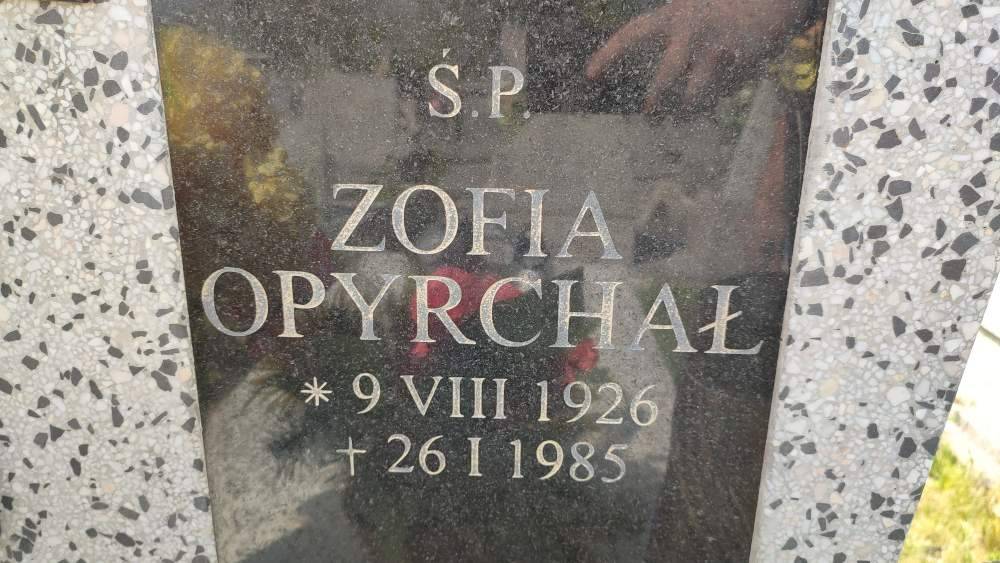 Ś.P.
ZOFIA
OPYRCHAŁ
* 9 VIII 1926
+ 26 I 1985